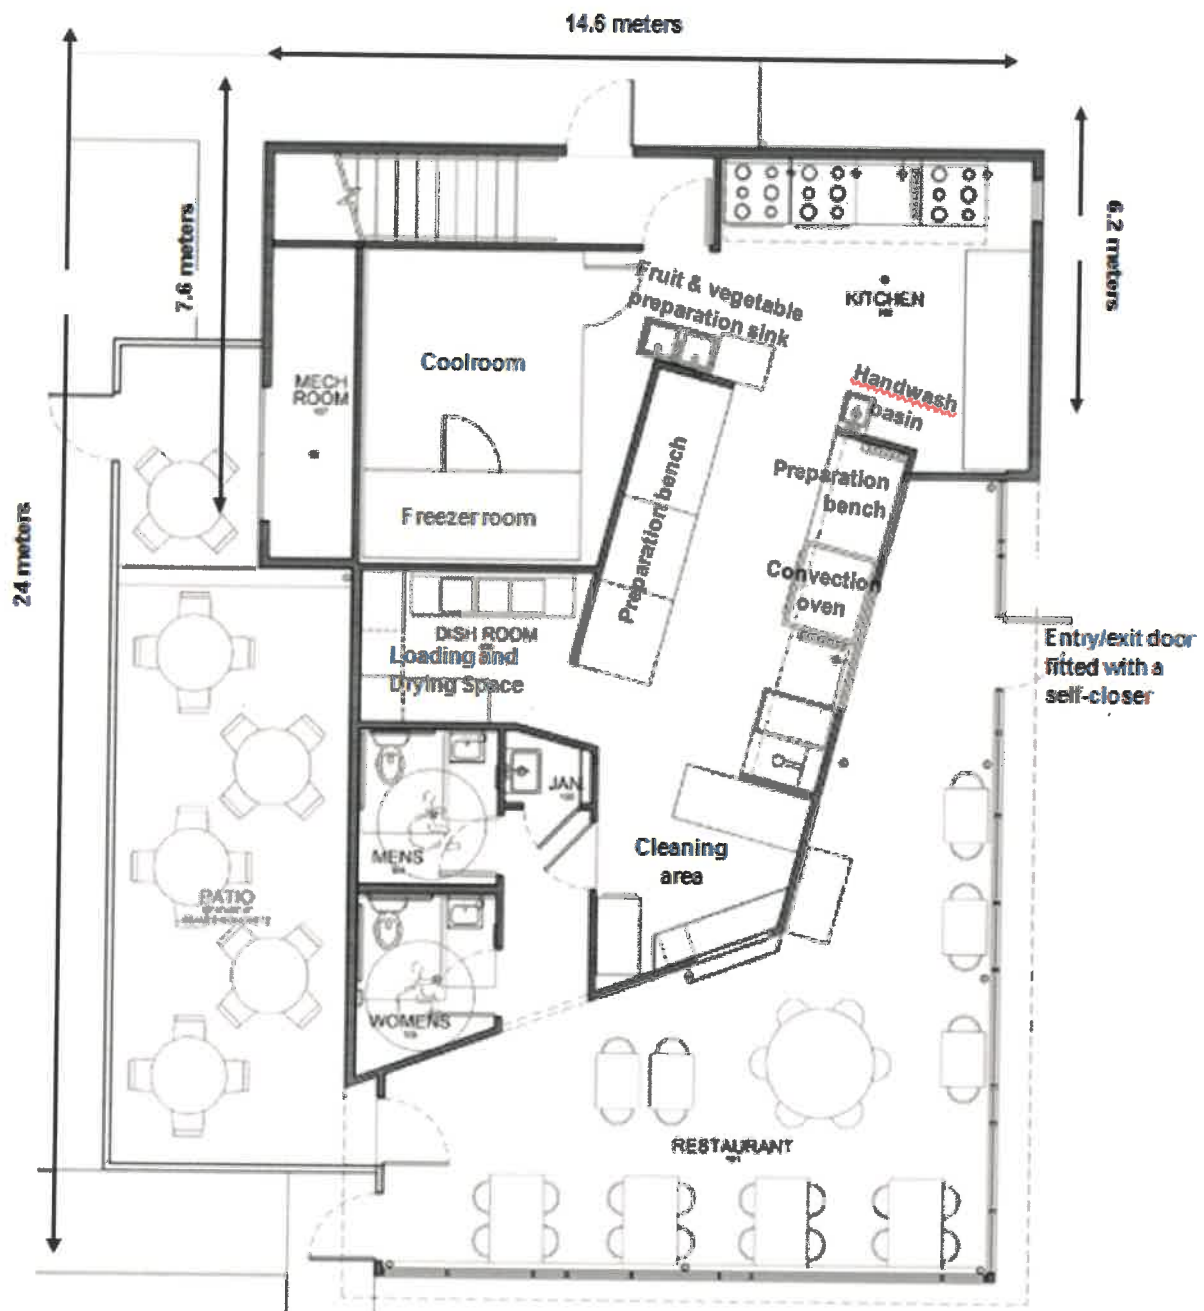 14.6 meters
7.6 meters
6.2 meters
24 meters
Fruit & vegetable
preparation sink
KITCHEN
Coolroom
MECH
ROOM
Handwash
basin
Preparation bench
Preparation
bench
Freezer room
Convection
oven
DISH ROOM
Loading and
Drying Space
Entry/exit door
fitted with a
self-closer
JAN.
MENS
Cleaning
area
PATIO
WOMENS
RESTAURANT